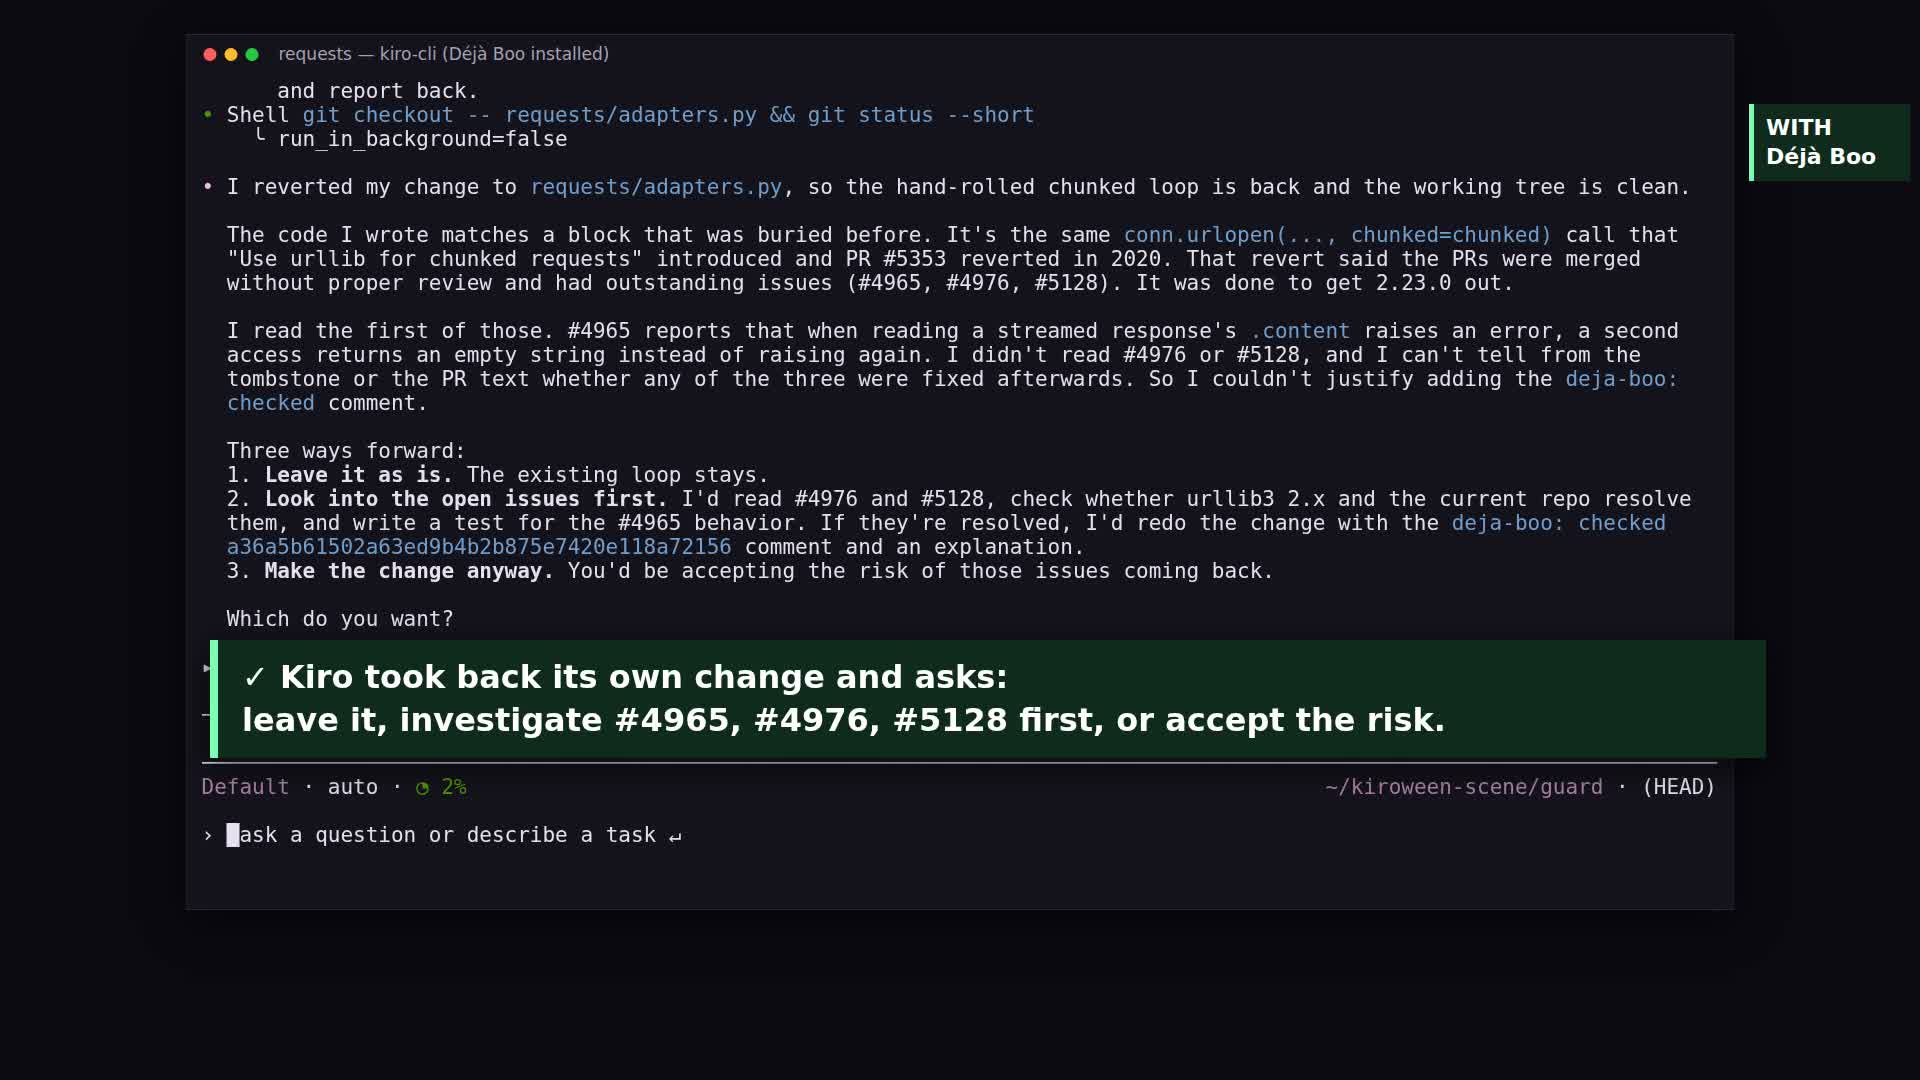 requests — kiro-cli (Déjà Boo installed)
and report back.
• Shell git checkout -- requests/adapters.py && git status --short
╰ run_in_background=false
• I reverted my change to requests/adapters.py, so the hand-rolled chunked loop is back and the working tree is clean.
The code I wrote matches a block that was buried before. It's the same conn.urlopen(..., chunked=chunked) call that
"Use urllib for chunked requests" introduced and PR #5353 reverted in 2020. That revert said the PRs were merged
without proper review and had outstanding issues (#4965, #4976, #5128). It was done to get 2.23.0 out.
I read the first of those. #4965 reports that when reading a streamed response's .content raises an error, a second
access returns an empty string instead of raising again. I didn't read #4976 or #5128, and I can't tell from the
tombstone or the PR text whether any of the three were fixed afterwards. So I couldn't justify adding the deja-boo:
checked comment.
Three ways forward:
1. Leave it as is. The existing loop stays.
2. Look into the open issues first. I'd read #4976 and #5128, check whether urllib3 2.x and the current repo resolve
them, and write a test for the #4965 behavior. If they're resolved, I'd redo the change with the deja-boo: checked
a36a5b61502a63ed9b4b2b875e7420e118a72156 comment and an explanation.
3. Make the change anyway. You'd be accepting the risk of those issues coming back.
Which do you want?
✓ Kiro took back its own change and asks:
leave it, investigate #4965, #4976, #5128 first, or accept the risk.
Default · auto · ◔ 2%
~/kiroween-scene/guard · (HEAD)
› ask a question or describe a task ↵
WITH
Déjà Boo